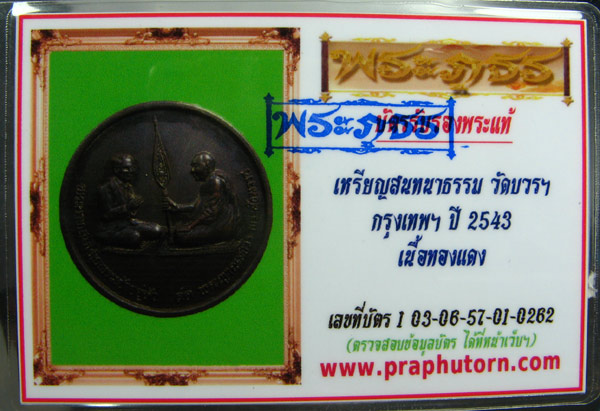 พระภูธร
บัตรรับรองพระแท้
พระภูธร
เหรียญสนทนาธรรม วัดบวรฯ
กรุงเทพฯ ปี 2543
เนื้อทองแดง
เลขที่บัตร 1 03-06-57-01-0262
(ตรวจสอบข้อมูลบัตร ได้ที่หน้าเว็บฯ)
www.praphutorn.com